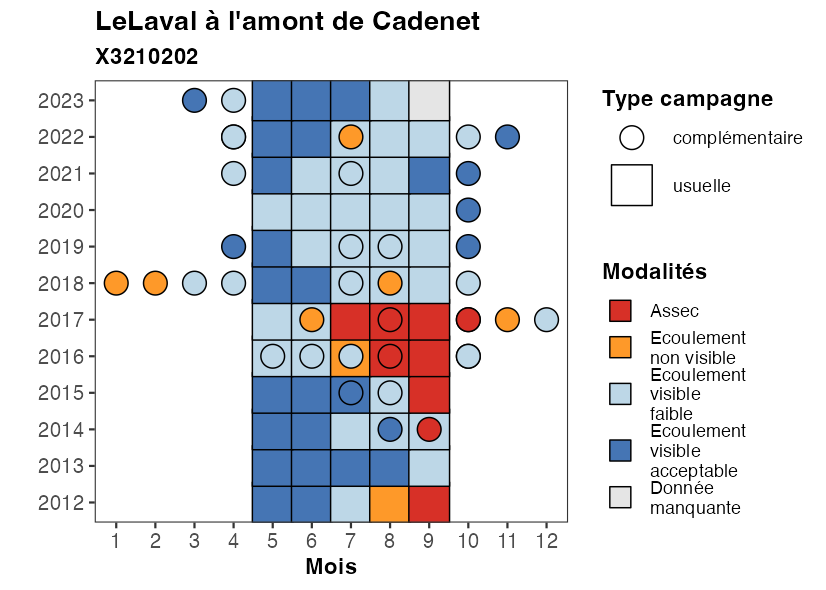 LeLaval à l'amont de Cadenet
X3210202
2023
2022
2021
2020
2019
2018
2017
2016
2015
2014
2013
2012
1 2 3 4 5 6 7 8 9 10 11 12
Mois
Type campagne
complémentaire
usuelle
Modalités
Assec
Ecoulement
non visible
Ecoulement
visible
faible
Ecoulement
visible
acceptable
Donnée
manquante